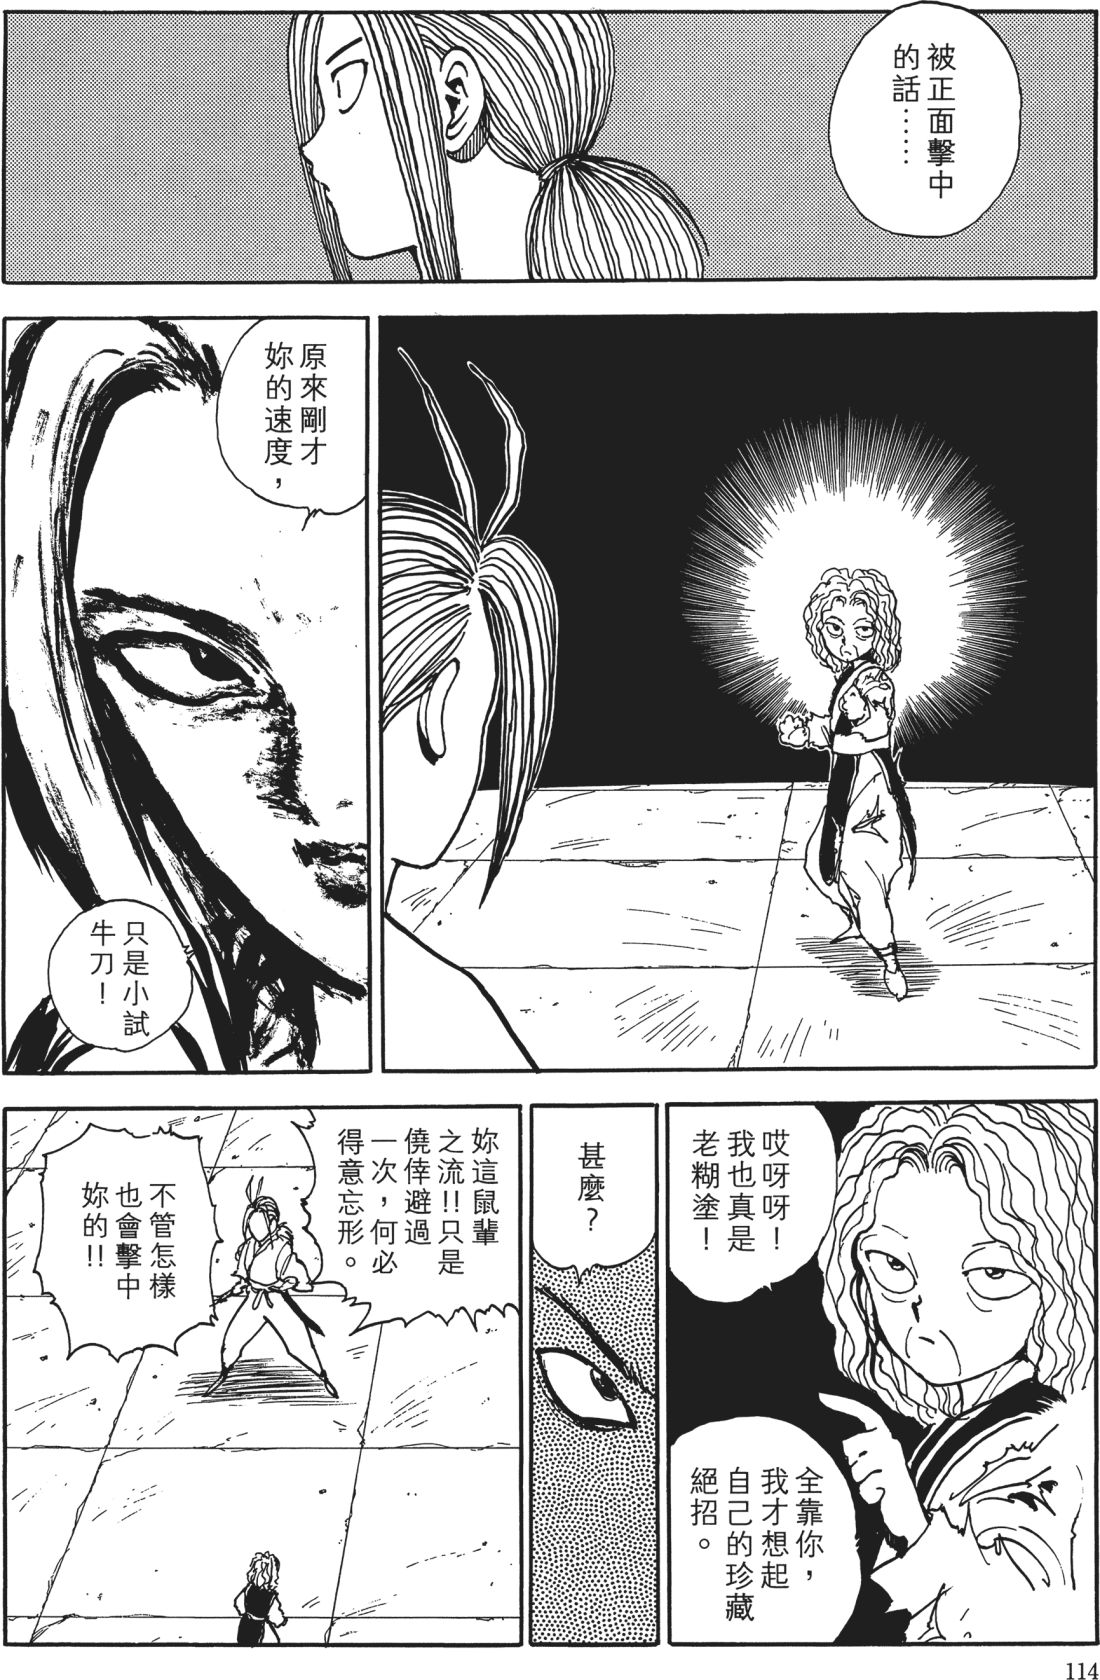 被正面擊中
的話……
原來剛才
妳的速度，
只是小試
牛刀！
哎呀呀！
我也真是
老糊塗！
全靠你，
我才想起
自己的珍藏
絕招。
甚麼？
妳這鼠輩
之流!!只是
僥倖避過
一次，何必
得意忘形。
不管怎樣
也會擊中
妳的!!
114